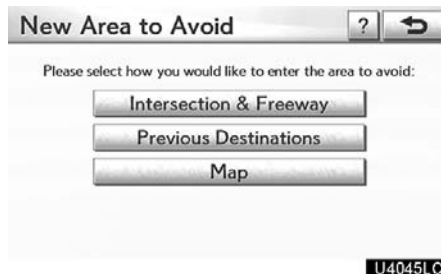 New Area to Avoid ?
Please select how you would like to enter the area to avoid:
Intersection & Freeway
Previous Destinations
Map
U4045LC